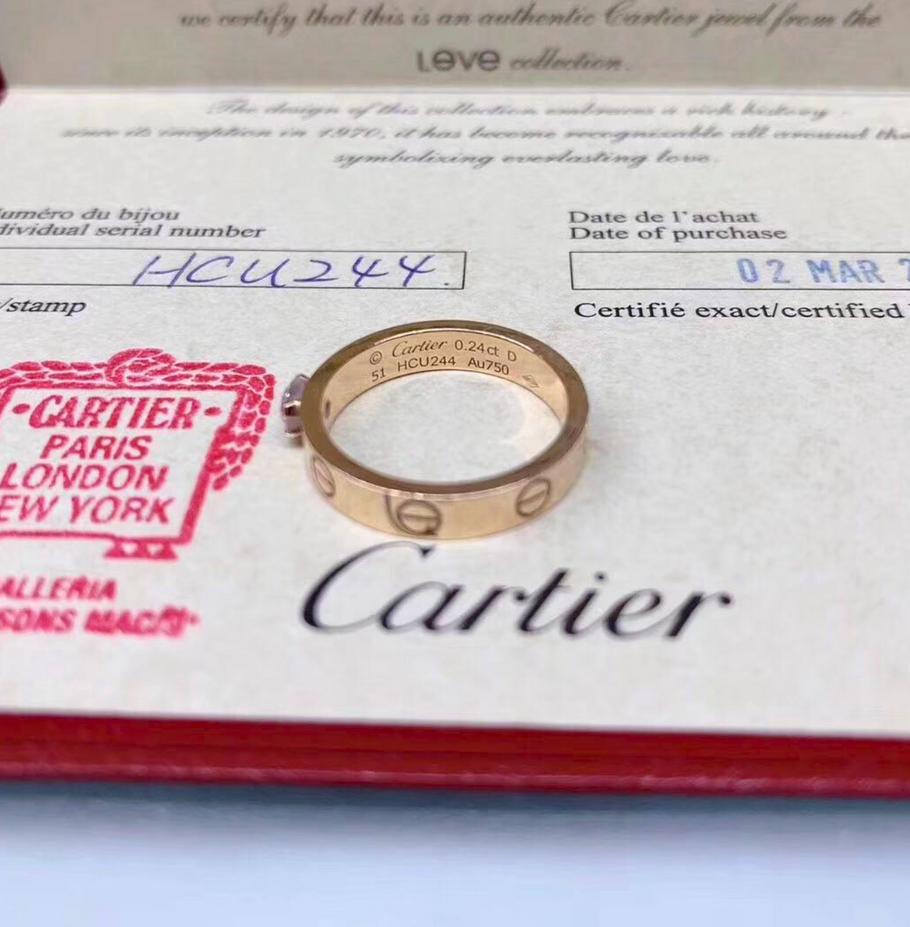 we certify that this is an authentic Cartier jewel from the
LOVE collection.
The design of this collection embraces a rich history
since its inception in 1970, it has become recognizable all around the
symbolizing everlasting love.
uméro du bijou
dividual serial number
HCU244.
/stamp
Date de l'achat
Date of purchase
02 MAR
Certifié exact/certified
© Cartier 0.24ct D
51 HCU244 Au750
CARTIER
PARIS
LONDON
EW YORK
ALLERIA
SONS
Cartier